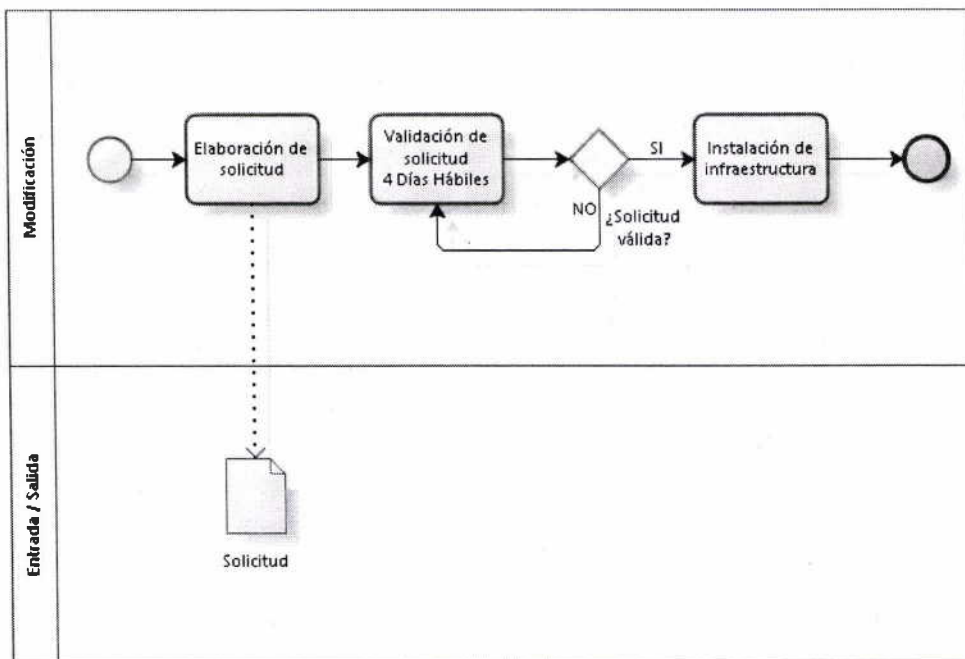 Modificación
Elaboración de
solicitud
Validación de
solicitud
4 Días Hábiles
SI
NO
¿Solicitud
válida?
Instalación de
infraestructura
Entrada / Salida
Solicitud